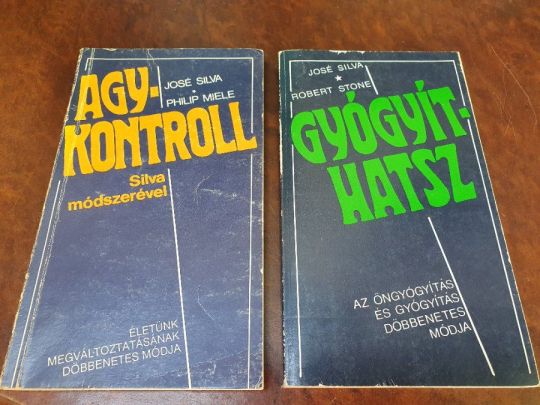 JOSÉ SILVA
★
PHILIP MIELE
AGY-
KONTROLL
Silva
módszerével
ÉLETÜNK
MEGVÁLTOZTATÁSÁNAK
DÖBBENETES MÓDJA
JOSÉ SILVA
★
ROBERT STONE
GYÓGYÍT-
HATSZ
AZ ÖNGYÓGYÍTÁS
ÉS GYÓGYÍTÁS
DÖBBENETES
MÓDJA